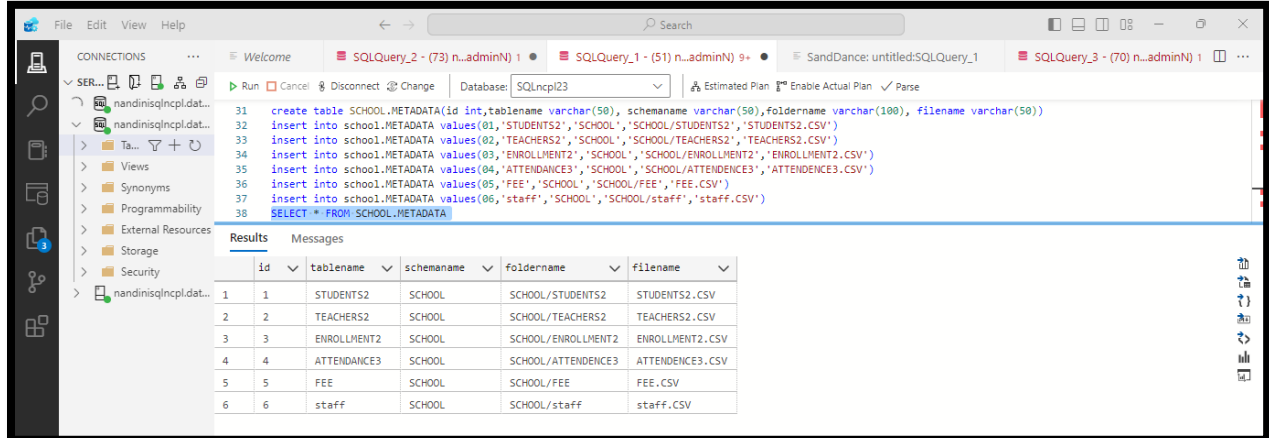 File Edit View Help Search
CONNECTIONS ... Welcome SQLQuery_2 - (73) n...adminN) 1 SQLQuery_1 - (51) n...adminN) 9+ SandDance: untitled:SQLQuery_1 SQLQuery_3 - (70) n...adminN) 1 ...
SER... Run Cancel Disconnect Change Database: SQLncpl23 Estimated Plan Enable Actual Plan Parse
nandinisqlncpl.dat...
nandinisqlncpl.dat...
Ta...
Views
Synonyms
Programmability
External Resources
Storage
Security
nandinisqlncpl.dat...
3
31 create table SCHOOL.METADATA(id int,tablename varchar(50), schemaname varchar(50),foldername varchar(100), filename varchar(50))
32 insert into school.METADATA values(01,'STUDENTS2','SCHOOL','SCHOOL/STUDENTS2','STUDENTS2.CSV')
33 insert into school.METADATA values(02,'TEACHERS2','SCHOOL','SCHOOL/TEACHERS2','TEACHERS2.CSV')
34 insert into school.METADATA values(03,'ENROLLMENT2','SCHOOL','SCHOOL/ENROLLMENT2','ENROLLMENT2.CSV')
35 insert into school.METADATA values(04,'ATTENDANCE3','SCHOOL','SCHOOL/ATTENDENCE3','ATTENDENCE3.CSV')
36 insert into school.METADATA values(05,'FEE','SCHOOL','SCHOOL/FEE','FEE.CSV')
37 insert into school.METADATA values(06,'staff','SCHOOL','SCHOOL/staff','staff.CSV')
38 SELECT * FROM SCHOOL.METADATA
Results Messages
id tablename schemaname foldername filename
1 1 STUDENTS2 SCHOOL SCHOOL/STUDENTS2 STUDENTS2.CSV
2 2 TEACHERS2 SCHOOL SCHOOL/TEACHERS2 TEACHERS2.CSV
3 3 ENROLLMENT2 SCHOOL SCHOOL/ENROLLMENT2 ENROLLMENT2.CSV
4 4 ATTENDANCE3 SCHOOL SCHOOL/ATTENDENCE3 ATTENDENCE3.CSV
5 5 FEE SCHOOL SCHOOL/FEE FEE.CSV
6 6 staff SCHOOL SCHOOL/staff staff.CSV